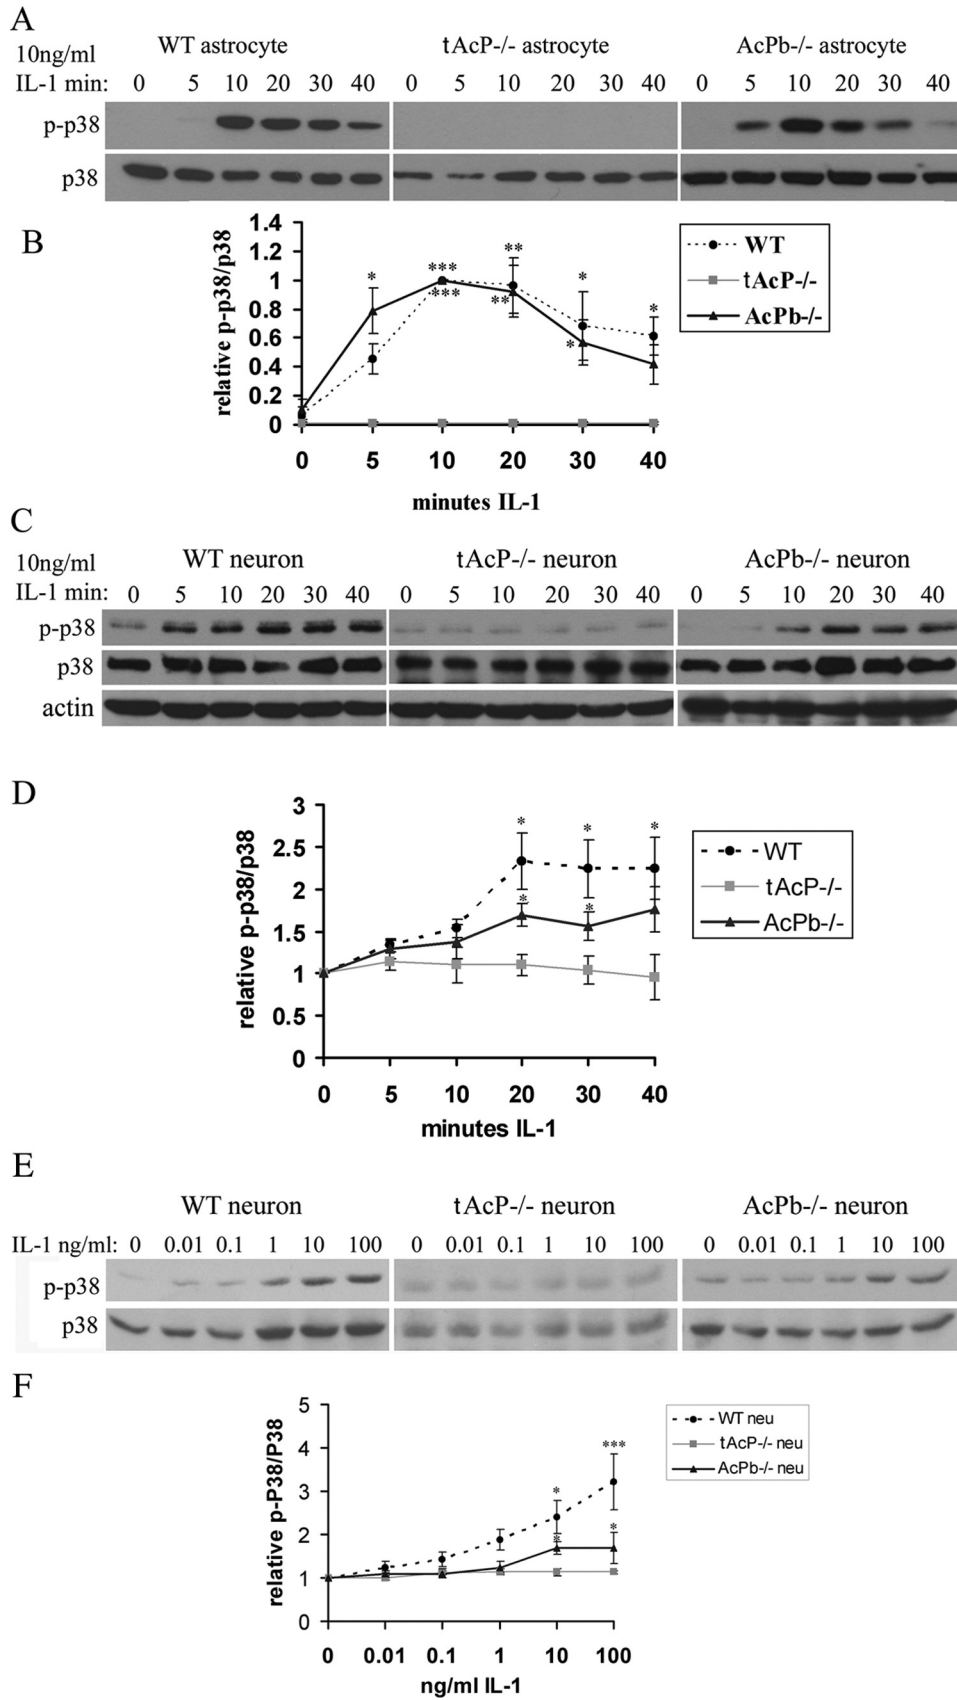 A
WT astrocyte tAcP-/- astrocyte AcPb-/- astrocyte
10ng/ml
IL-1 min: 0 5 10 20 30 40 0 5 10 20 30 40 0 5 10 20 30 40
p-p38
p38
B
relative p-p38/p38
1.4
1.2
1
0.8
0.6
0.4
0.2
0
* *** *** ** ** * * *
0 5 10 20 30 40
minutes IL-1
WT
tAcP-/-
AcPb-/-
C
WT neuron tAcP-/- neuron AcPb-/- neuron
10ng/ml
IL-1 min: 0 5 10 20 30 40 0 5 10 20 30 40 0 5 10 20 30 40
p-p38
p38
actin
D
relative p-p38/p38
3
2.5
2
1.5
1
0.5
0
* * *
* *
0 5 10 20 30 40
minutes IL-1
WT
tAcP-/-
AcPb-/-
E
WT neuron tAcP-/- neuron AcPb-/- neuron
IL-1 ng/ml: 0 0.01 0.1 1 10 100 0 0.01 0.1 1 10 100 0 0.01 0.1 1 10 100
p-p38
p38
F
relative p-P38/P38
5
4
3
2
1
0
* ***
* *
0 0.01 0.1 1 10 100
ng/ml IL-1
WT neu
tAcP-/- neu
AcPb-/- neu